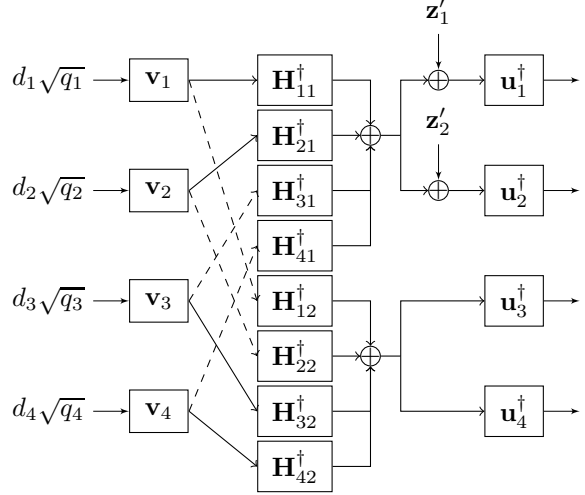 z′₁
d₁√q₁ v₁ H†₁₁ ⊕ u†₁
H†₂₁ ⊕
z′₂
d₂√q₂ v₂ H†₃₁ ⊕ u†₂
H†₄₁
d₃√q₃ v₃ H†₁₂ u†₃
H†₂₂ ⊕
d₄√q₄ v₄ H†₃₂ u†₄
H†₄₂